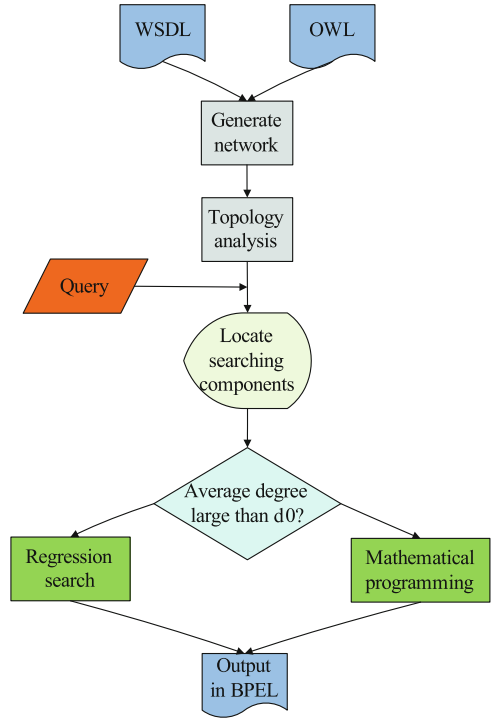 WSDL
OWL
Generate
network
Topology
analysis
Query
Locate
searching
components
Average degree
large than d0?
Regression
search
Mathematical
programming
Output
in BPEL